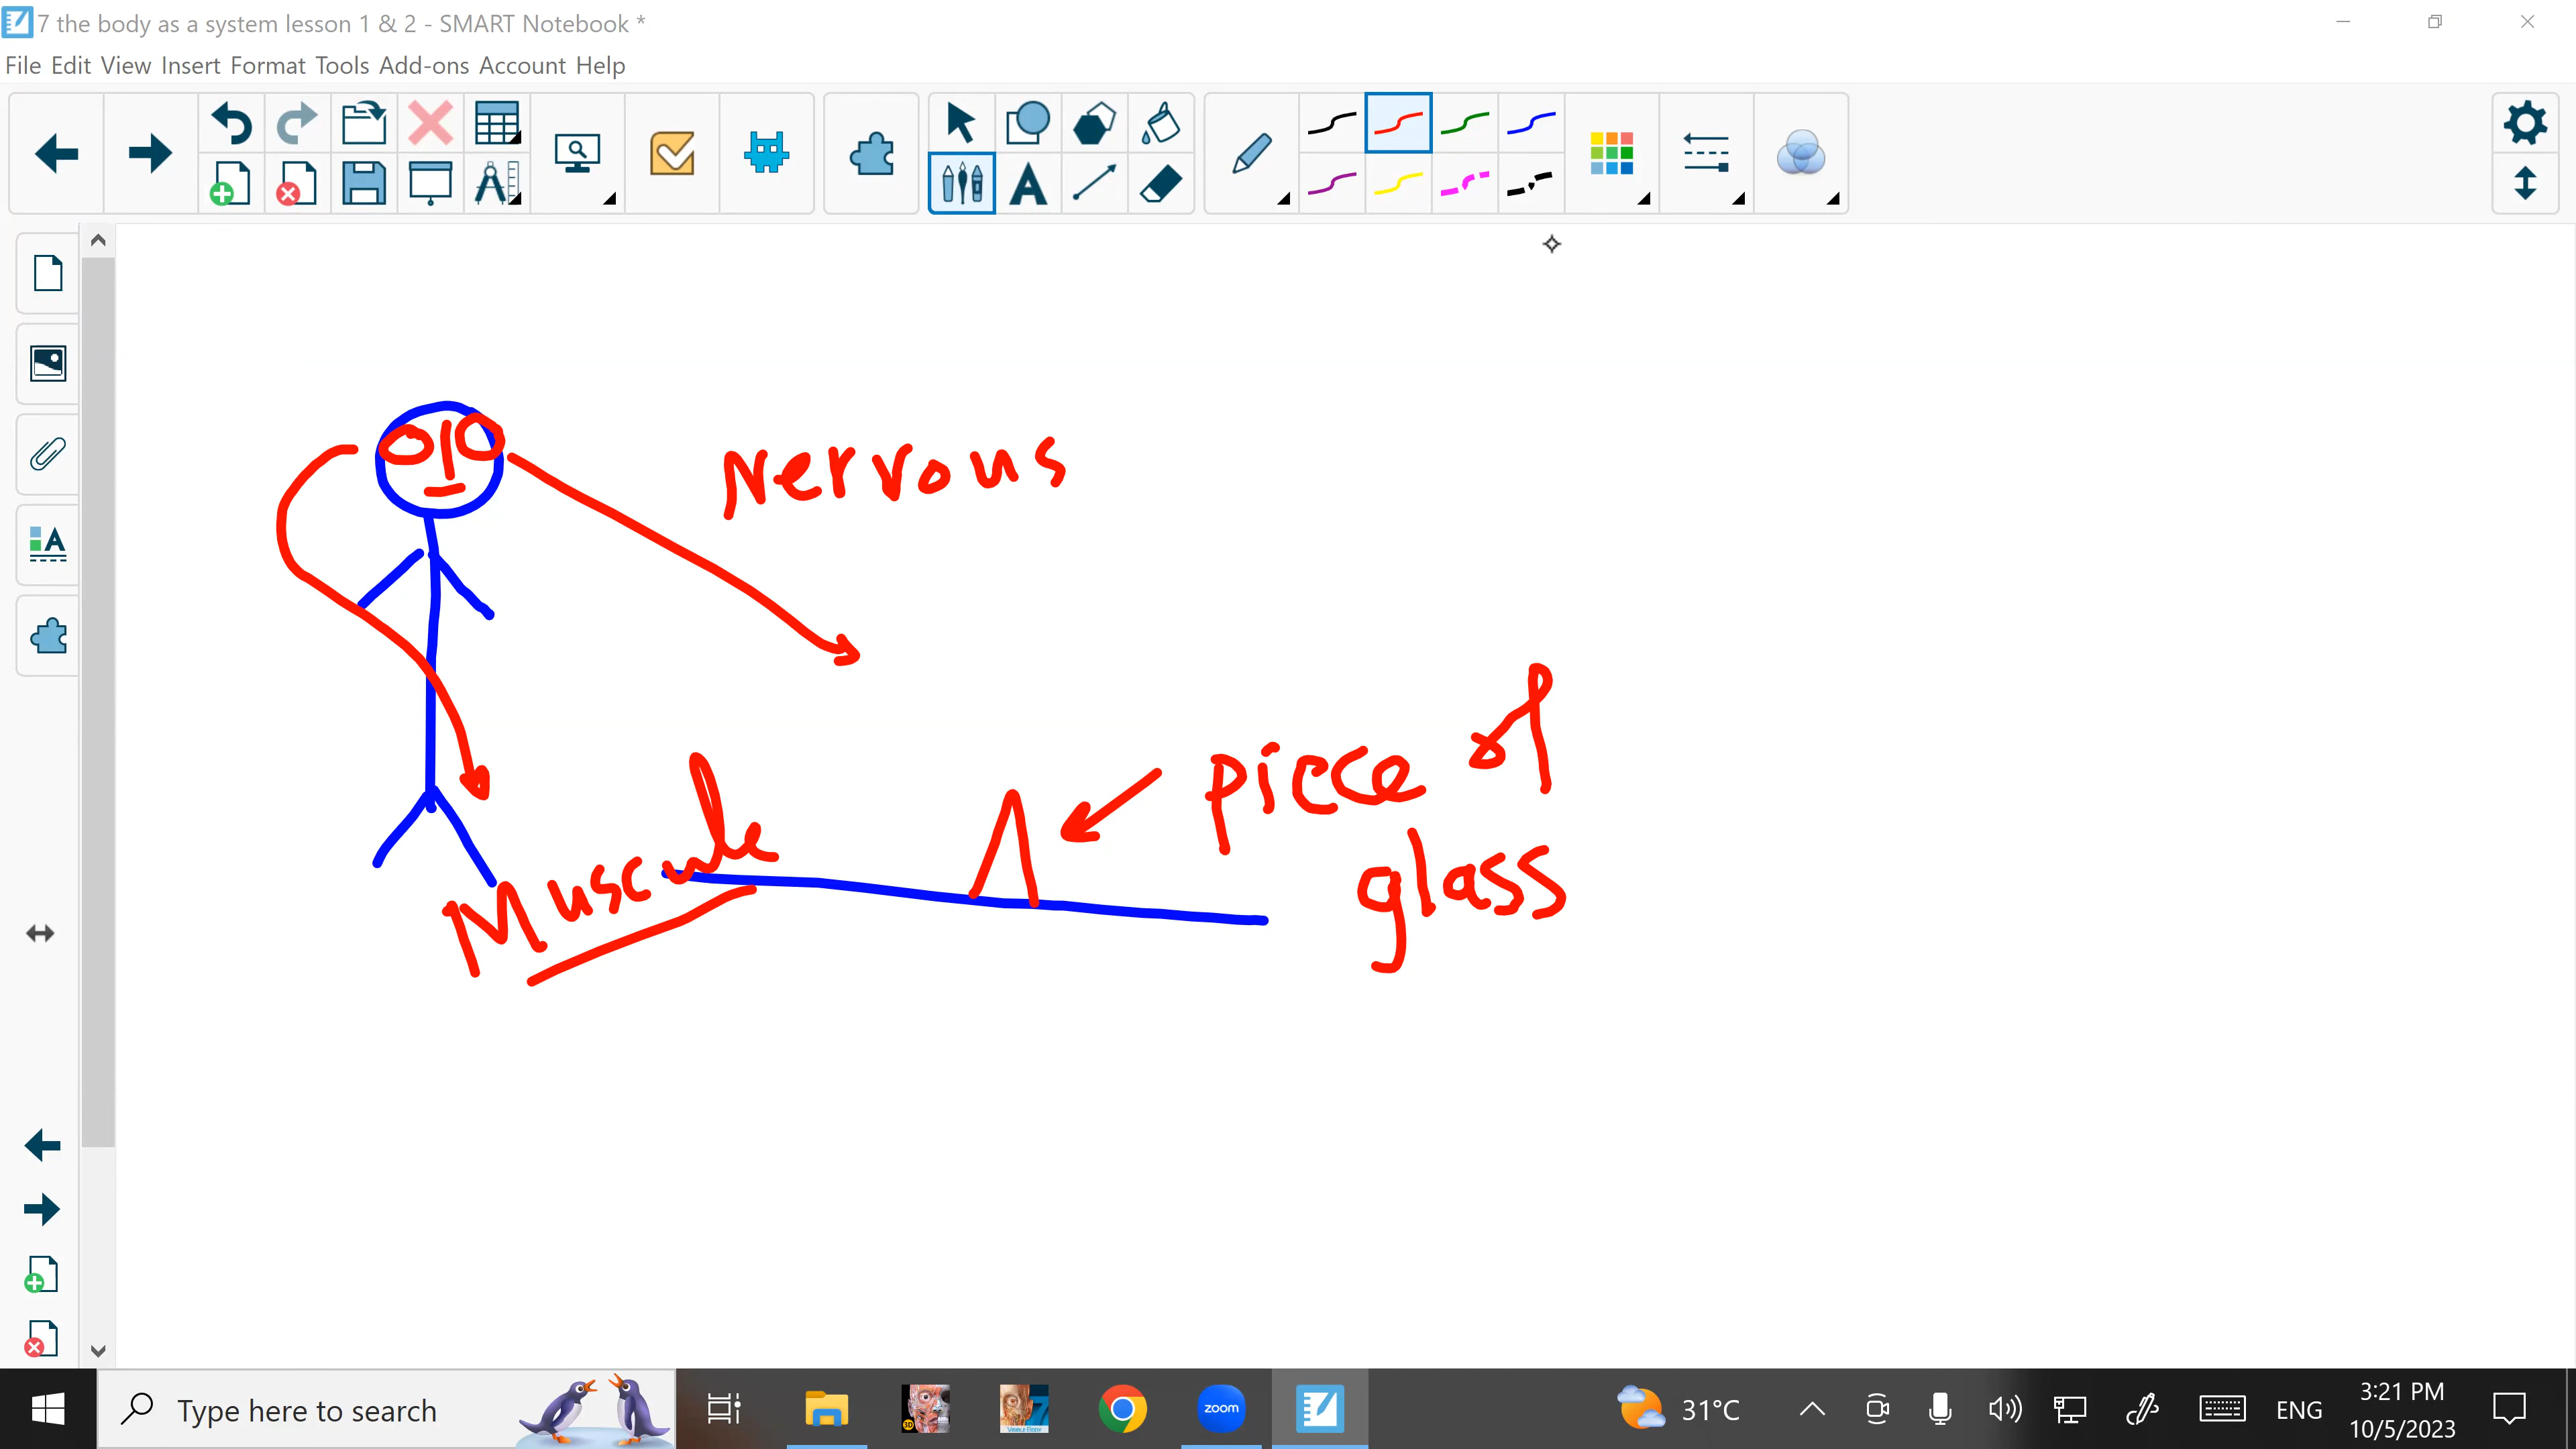 7 the body as a system lesson 1 & 2 - SMART Notebook *
File Edit View Insert Format Tools Add-ons Account Help
Nervous
piece of
glass
Muscule
Type here to search
zoom
31°C
ENG
3:21 PM
10/5/2023